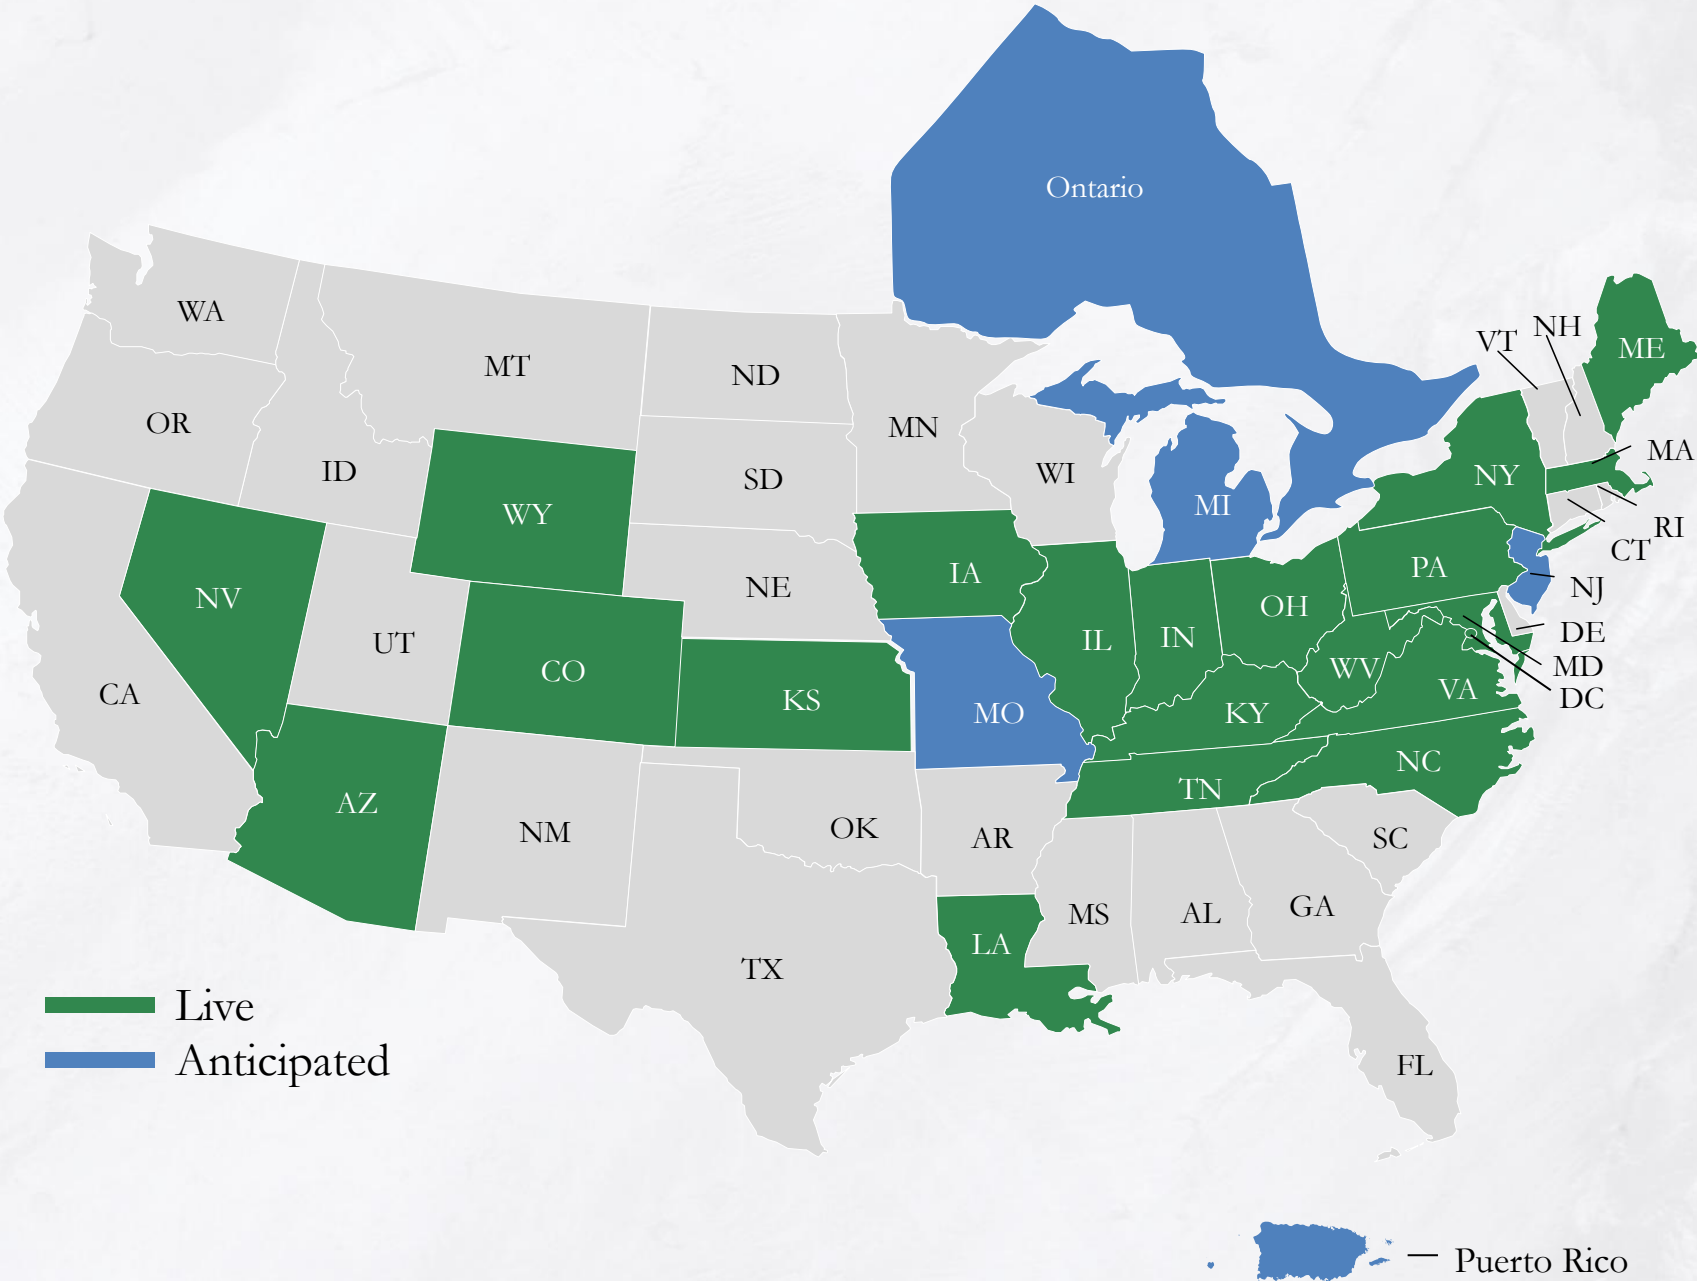 Ontario
WA
MT
ND
VT
NH
ME
OR
MN
ID
SD
WI
MA
NY
MI
WY
RI
CT
NV
NE
IA
PA
NJ
UT
OH
DE
CO
IL
IN
WV
MD
CA
KS
MO
KY
VA
DC
AZ
NM
OK
AR
TN
NC
SC
MS
AL
GA
LA
TX
Live
Anticipated
FL
Puerto Rico